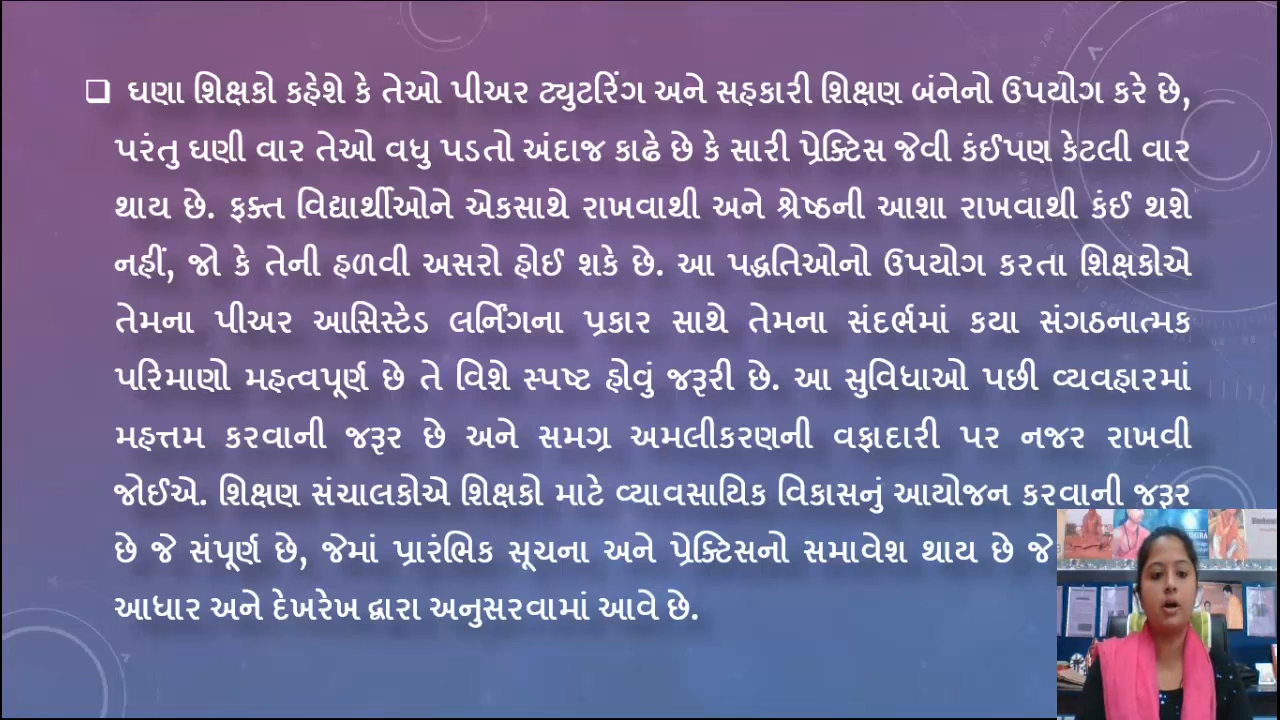 ❑ ઘણા શિક્ષકો કહેશે કે તેઓ પીઅર ટ્યુટરિંગ અને સહકારી શિક્ષણ બંનેનો ઉપયોગ કરે છે,
પરંતુ ઘણી વાર તેઓ વધુ પડતો અંદાજ કાઢે છે કે સારી પ્રેક્ટિસ જેવી કંઈપણ કેટલી વાર
થાય છે. ફક્ત વિદ્યાર્થીઓને એકસાથે રાખવાથી અને શ્રેષ્ઠની આશા રાખવાથી કંઈ થશે
નહીં, જો કે તેની હળવી અસરો હોઈ શકે છે. આ પદ્ધતિઓનો ઉપયોગ કરતા શિક્ષકોએ
તેમના પીઅર આસિસ્ટેડ લર્નિંગના પ્રકાર સાથે તેમના સંદર્ભમાં કયા સંગઠનાત્મક
પરિમાણો મહત્વપૂર્ણ છે તે વિશે સ્પષ્ટ હોવું જરૂરી છે. આ સુવિધાઓ પછી વ્યવહારમાં
મહત્તમ કરવાની જરૂર છે અને સમગ્ર અમલીકરણની વફાદારી પર નજર રાખવી
જોઈએ. શિક્ષણ સંચાલકોએ શિક્ષકો માટે વ્યાવસાયિક વિકાસનું આયોજન કરવાની જરૂર
છે જે સંપૂર્ણ છે, જેમાં પ્રારંભિક સૂચના અને પ્રેક્ટિસનો સમાવેશ થાય છે જે
આધાર અને દેખરેખ દ્વારા અનુસરવામાં આવે છે.